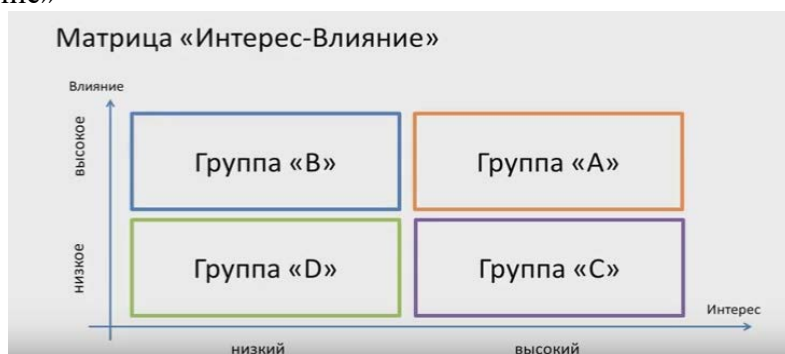 Матрица «Интерес-Влияние»
Влияние
высокое
Группа «В»
Группа «А»
низкое
Группа «D»
Группа «С»
Интерес
низкий
высокий